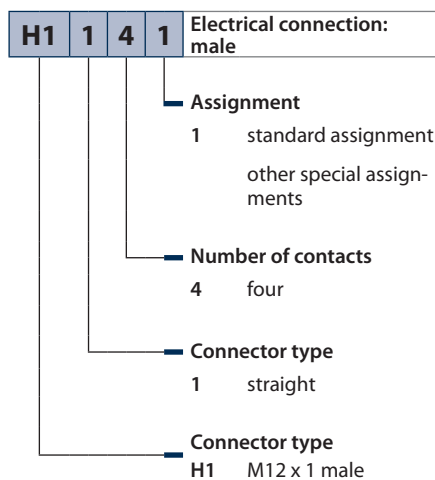 H1 1 4 1 Electrical connection:
male
Assignment
1 standard assignment
other special assign-
ments
Number of contacts
4 four
Connector type
1 straight
Connector type
H1 M12 x 1 male